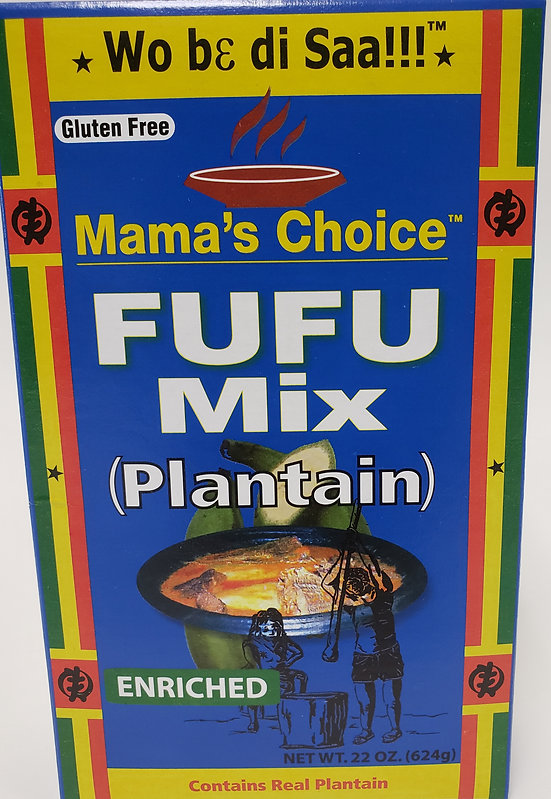 Wo bɛ di Saa!!!™
Gluten Free
Mama's Choice™
FUFU
Mix
(Plantain)
ENRICHED
NET WT. 22 OZ. (624g)
Contains Real Plantain